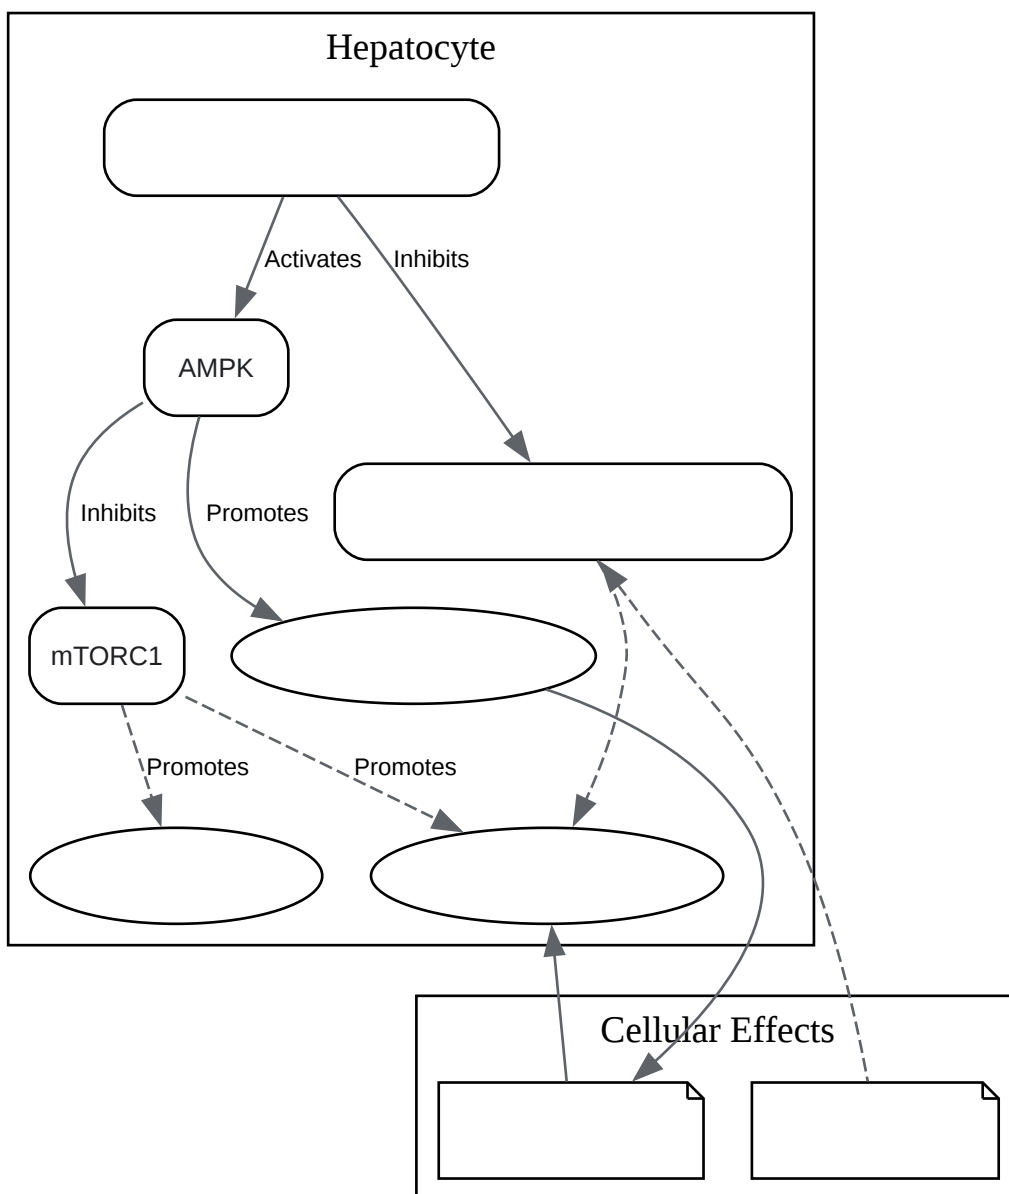 Hepatocyte
Activates
Inhibits
AMPK
Inhibits
Promotes
mTORC1
Promotes
Promotes
Cellular Effects